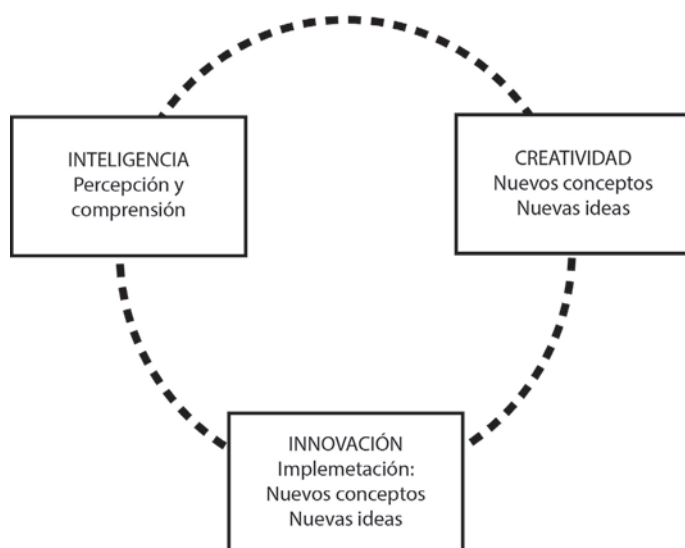 INTELIGENCIA
Percepción y
comprensión
CREATIVIDAD
Nuevos conceptos
Nuevas ideas
INNOVACIÓN
Implemetación:
Nuevos conceptos
Nuevas ideas